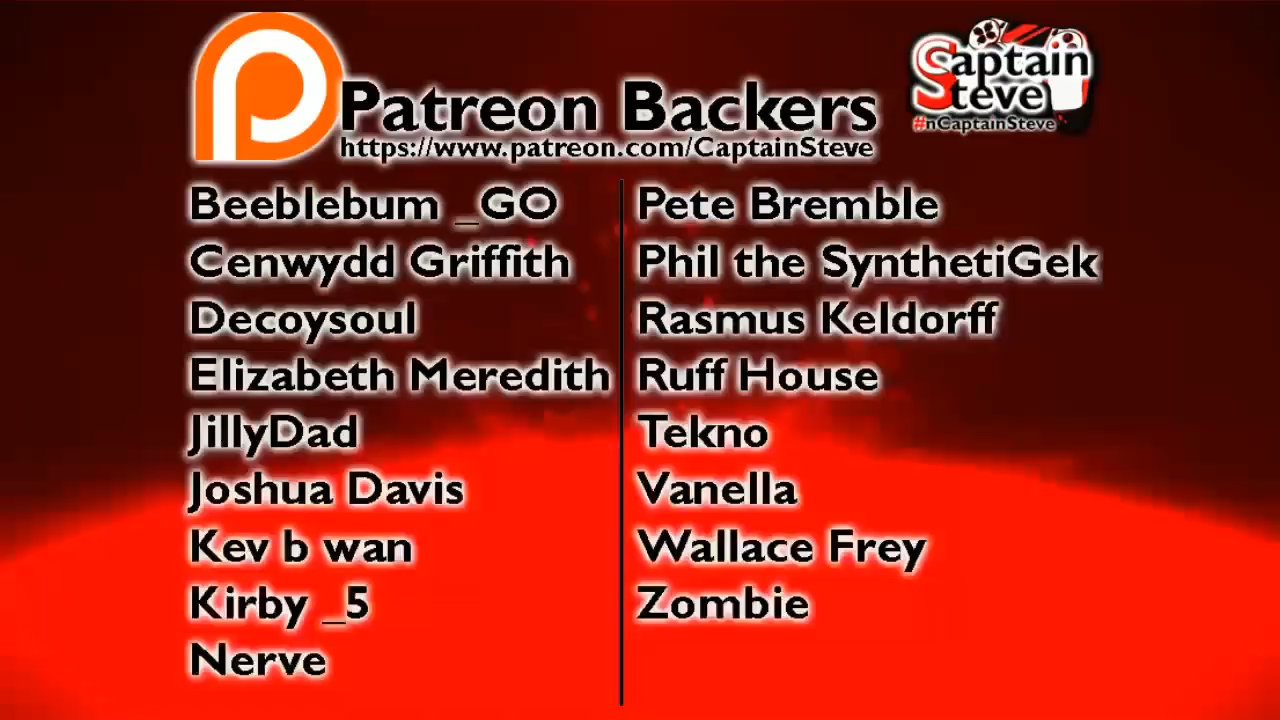 Patreon Backers
https://www.patreon.com/CaptainSteve
Captain
Steve
#nCaptainSteve
Beeblebum _GO
Cenwydd Griffith
Decoysoul
Elizabeth Meredith
JillyDad
Joshua Davis
Kev b wan
Kirby _5
Nerve
Pete Bremble
Phil the SynthetiGek
Rasmus Keldorff
Ruff House
Tekno
Vanella
Wallace Frey
Zombie